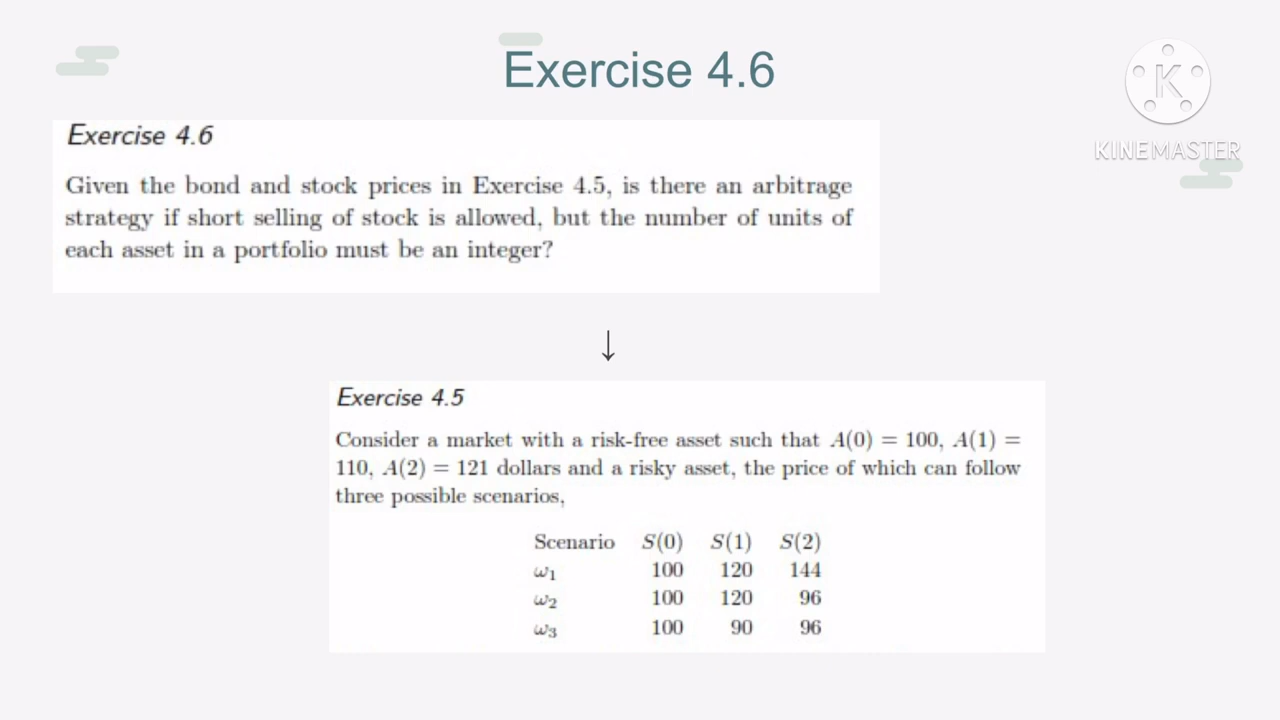 Exercise 4.6
K
KINEMASTER
Exercise 4.6
Given the bond and stock prices in Exercise 4.5, is there an arbitrage
strategy if short selling of stock is allowed, but the number of units of
each asset in a portfolio must be an integer?
↓
Exercise 4.5
Consider a market with a risk-free asset such that A(0) = 100, A(1) =
110, A(2) = 121 dollars and a risky asset, the price of which can follow
three possible scenarios,
Scenario S(0) S(1) S(2)
ω₁ 100 120 144
ω₂ 100 120 96
ω₃ 100 90 96